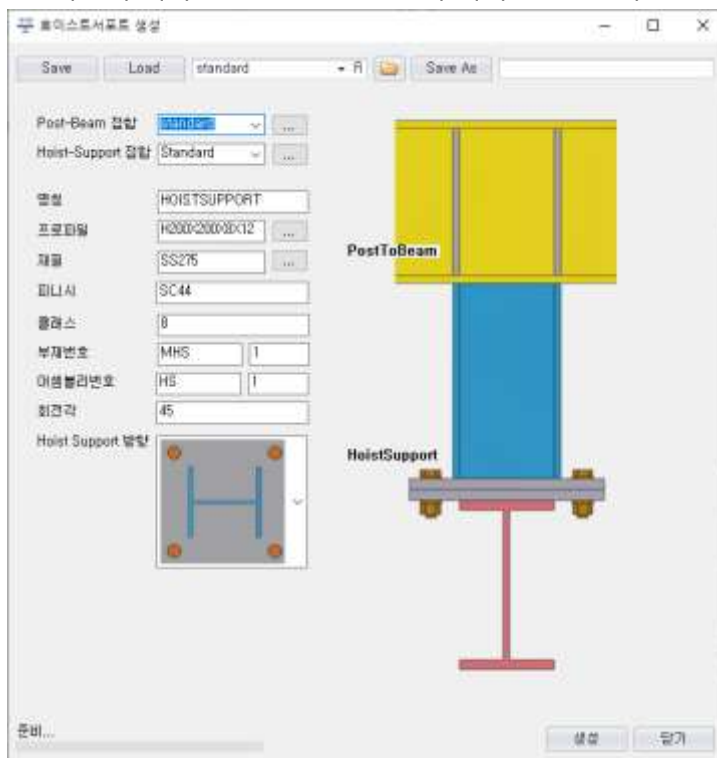 호이스트서포트 생성
Save Load standard R Save As
Post-Beam 접합 standard ...
Hoist-Support 접합 Standard ...
명칭 HOISTSUPPORT
프로파일 H200X200X8X12 ...
재질 SS275 ...
피니시 SC44
클래스 8
부재번호 MHS 1
어셈블리번호 HS 1
회전각 45
Hoist Support 방향
PostToBeam
HoistSupport
준비...
생성 닫기